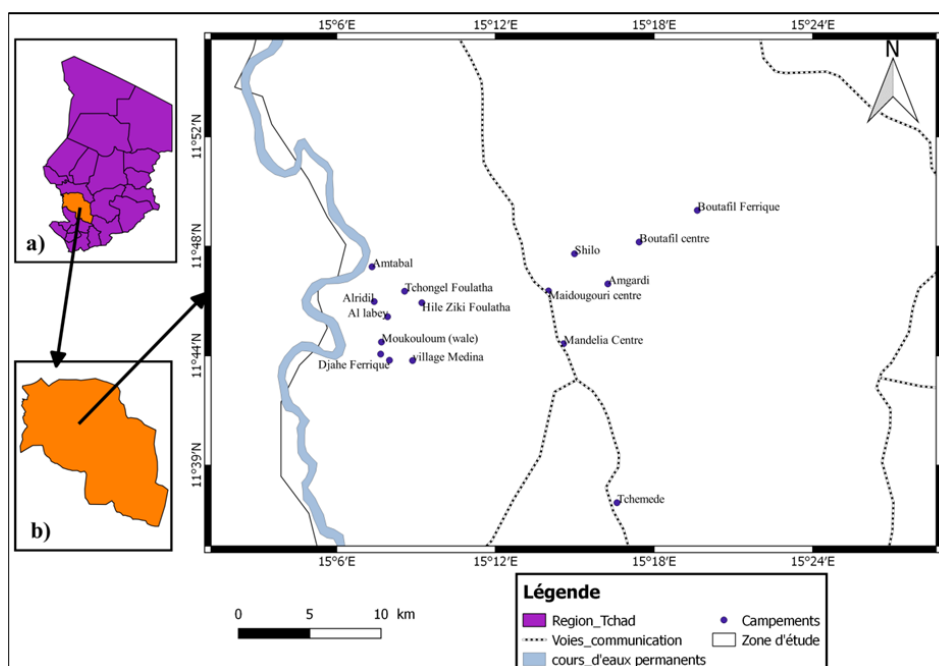 15°6'E 15°12'E 15°18'E 15°24'E
N
11°52'N
11°48'N
11°44'N
11°39'N
a)
b)
Boutafil Ferrique
Boutafil centre
Shilo
Amtabal
Amgardi
Tchongel Foulatha
Maidougouri centre
Alridil
Hile Ziki Foulatha
Al labey
Moukouloum (wale)
Mandelia Centre
Djahe Ferrique
village Medina
Tchemede
15°6'E 15°12'E 15°18'E 15°24'E
0 5 10 km
Légende
Region_Tchad
Campements
Voies_communication
Zone d'étude
cours_d'eaux permanents